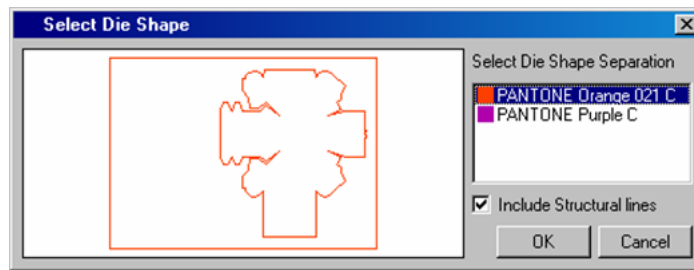 Select Die Shape
Select Die Shape Separation
PANTONE Orange 021 C
PANTONE Purple C
Include Structural lines
OK
Cancel